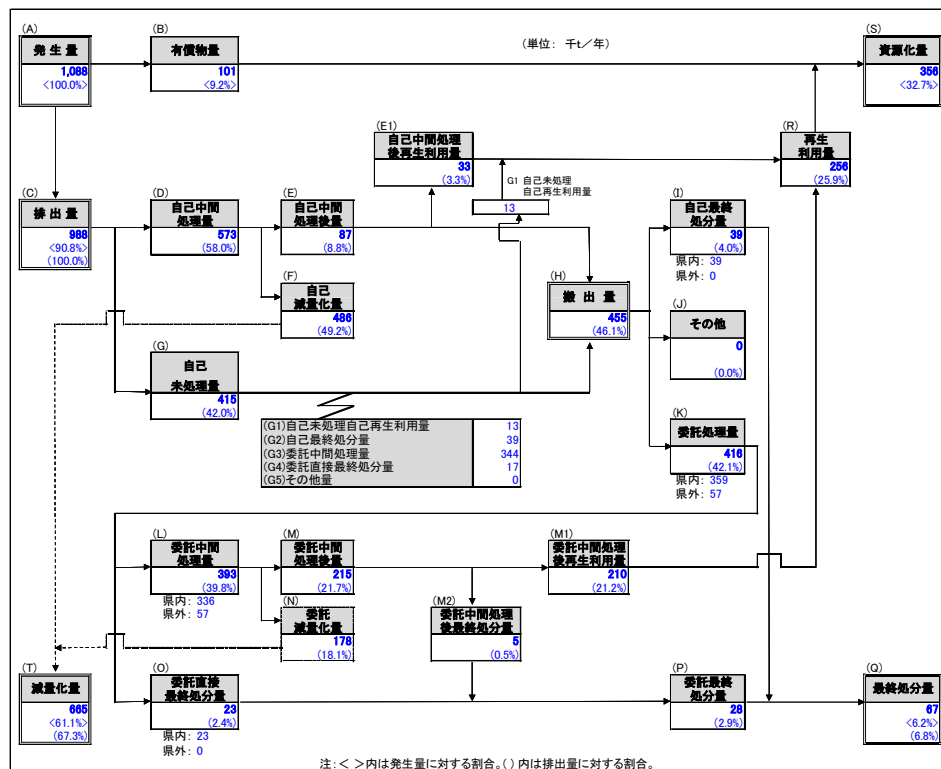 (A)
発 生 量
1,088
<100.0%>
(B)
有償物量
101
<9.2%>
(単位： 千t／年)
(S)
資源化量
356
<32.7%>
(E1)
自己中間処理
後再生利用量
33
(3.3%)
(R)
再生
利用量
256
(25.9%)
G1 自己未処理
自己再生利用量
13
(C)
排 出 量
988
<90.8%>
(100.0%)
(D)
自己中間
処理量
573
(58.0%)
(E)
自己中間
処理後量
87
(8.8%)
(I)
自己最終
処分量
39
(4.0%)
県内： 39
県外： 0
(F)
自己
減量化量
486
(49.2%)
(H)
搬 出 量
455
(46.1%)
(J)
その他
0
(0.0%)
(G)
自己
未処理量
415
(42.0%)
(G1)自己未処理自己再生利用量 13
(G2)自己最終処分量 39
(G3)委託中間処理量 344
(G4)委託直接最終処分量 17
(G5)その他量 0
(K)
委託処理量
416
(42.1%)
県内： 359
県外： 57
(L)
委託中間
処理量
393
(39.8%)
県内： 336
県外： 57
(M)
委託中間
処理後量
215
(21.7%)
(M1)
委託中間処理
後再生利用量
210
(21.2%)
(N)
委託
減量化量
178
(18.1%)
(M2)
委託中間処理
後最終処分量
5
(0.5%)
(T)
減量化量
665
<61.1%>
(67.3%)
(O)
委託直接
最終処分量
23
(2.4%)
県内： 23
県外： 0
(P)
委託最終
処分量
28
(2.9%)
(Q)
最終処分量
67
<6.2%>
(6.8%)
注：＜ ＞内は発生量に対する割合。( ) 内は排出量に対する割合。